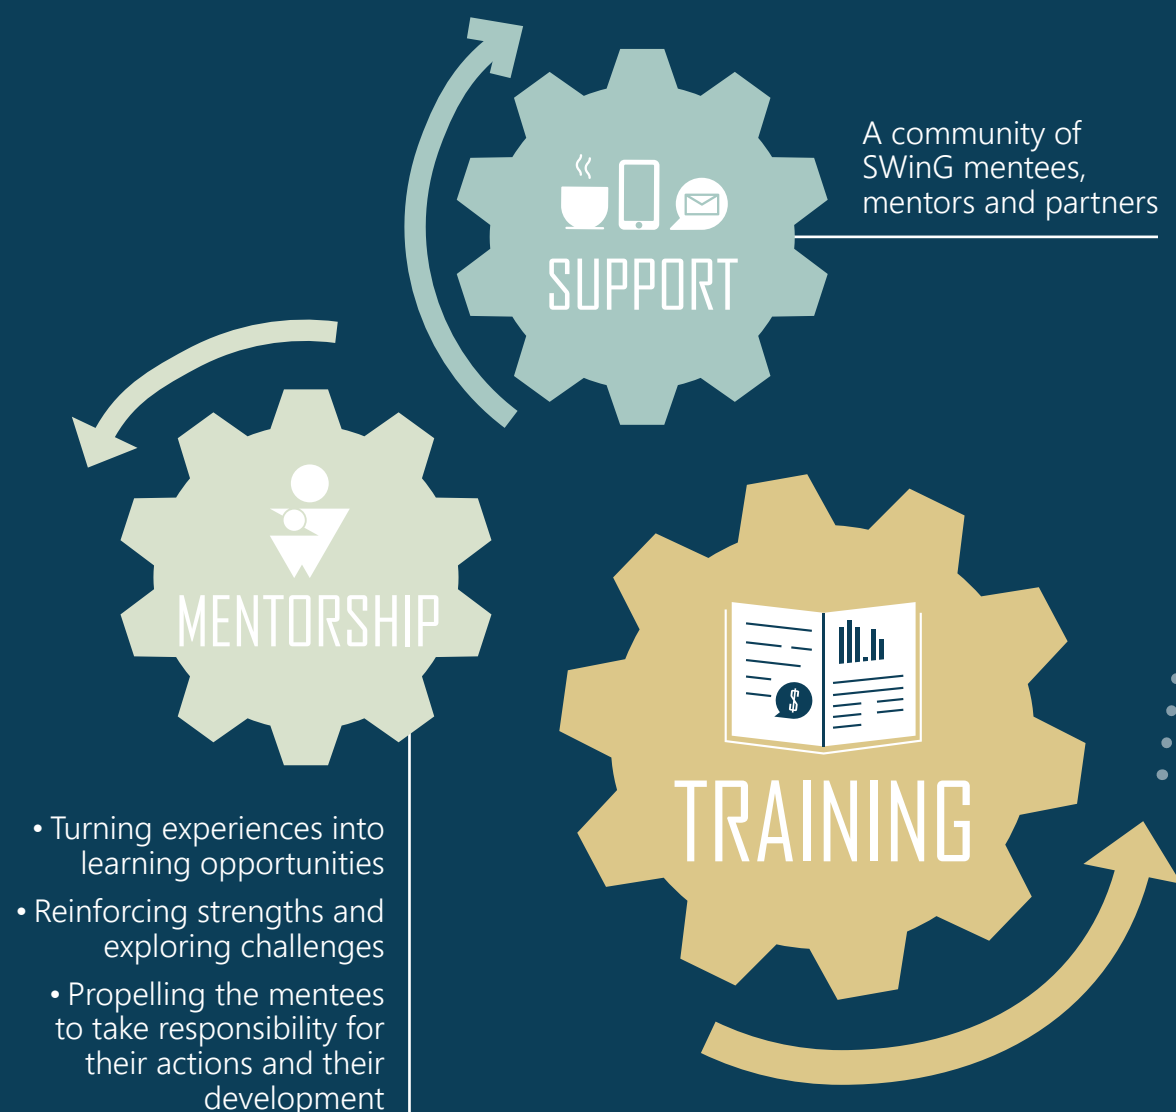 A community of
SWinG mentees,
mentors and partners
SUPPORT
MENTORSHIP
$
TRAINING
• Turning experiences into
learning opportunities
• Reinforcing strengths and
exploring challenges
• Propelling the mentees
to take responsibility for
their actions and their
development